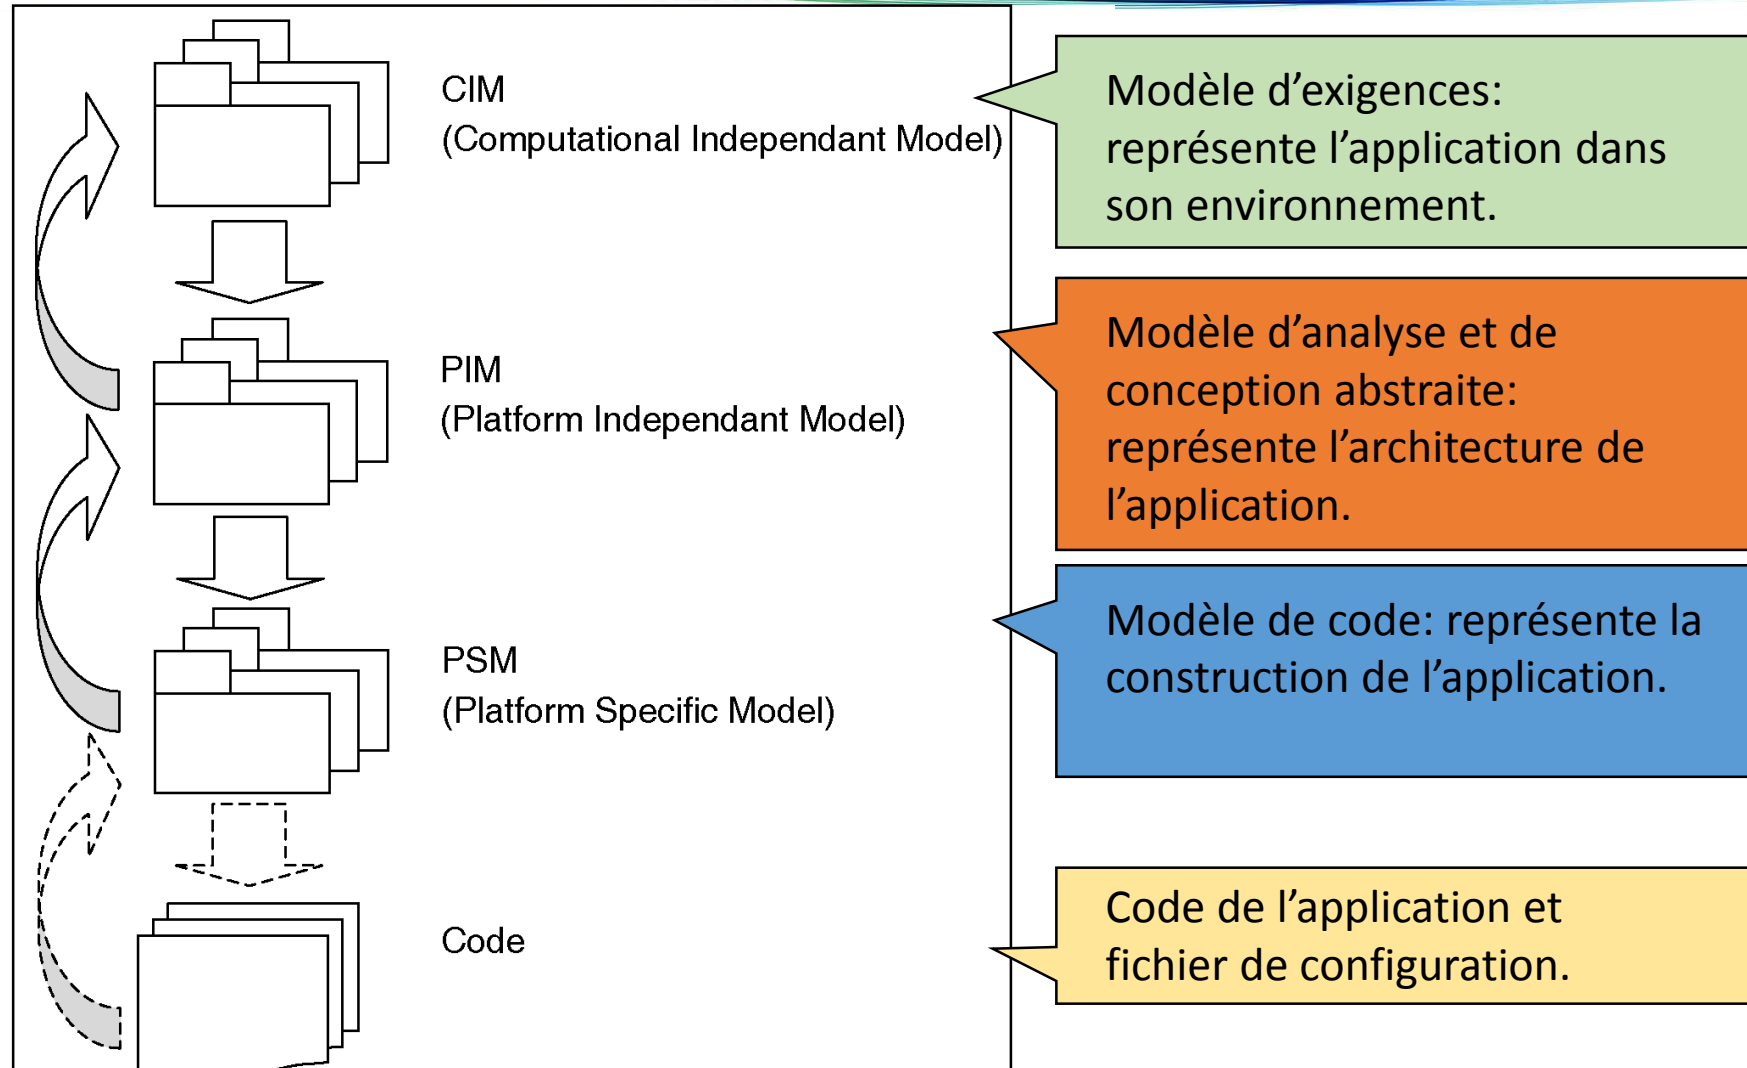 CIM
(Computational Independant Model)
Modèle d’exigences:
représente l’application dans
son environnement.
PIM
(Platform Independant Model)
Modèle d’analyse et de
conception abstraite:
représente l’architecture de
l’application.
PSM
(Platform Specific Model)
Modèle de code: représente la
construction de l’application.
Code
Code de l’application et
fichier de configuration.